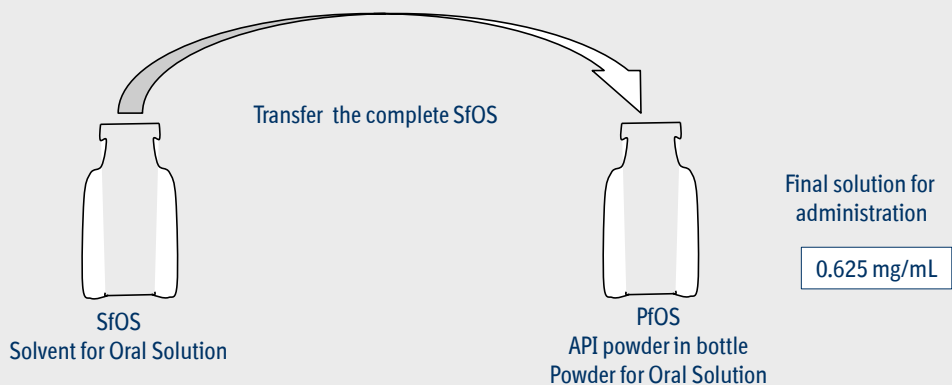 Transfer the complete SfOS
Final solution for
administration
0.625 mg/mL
SfOS
Solvent for Oral Solution
PfOS
API powder in bottle
Powder for Oral Solution